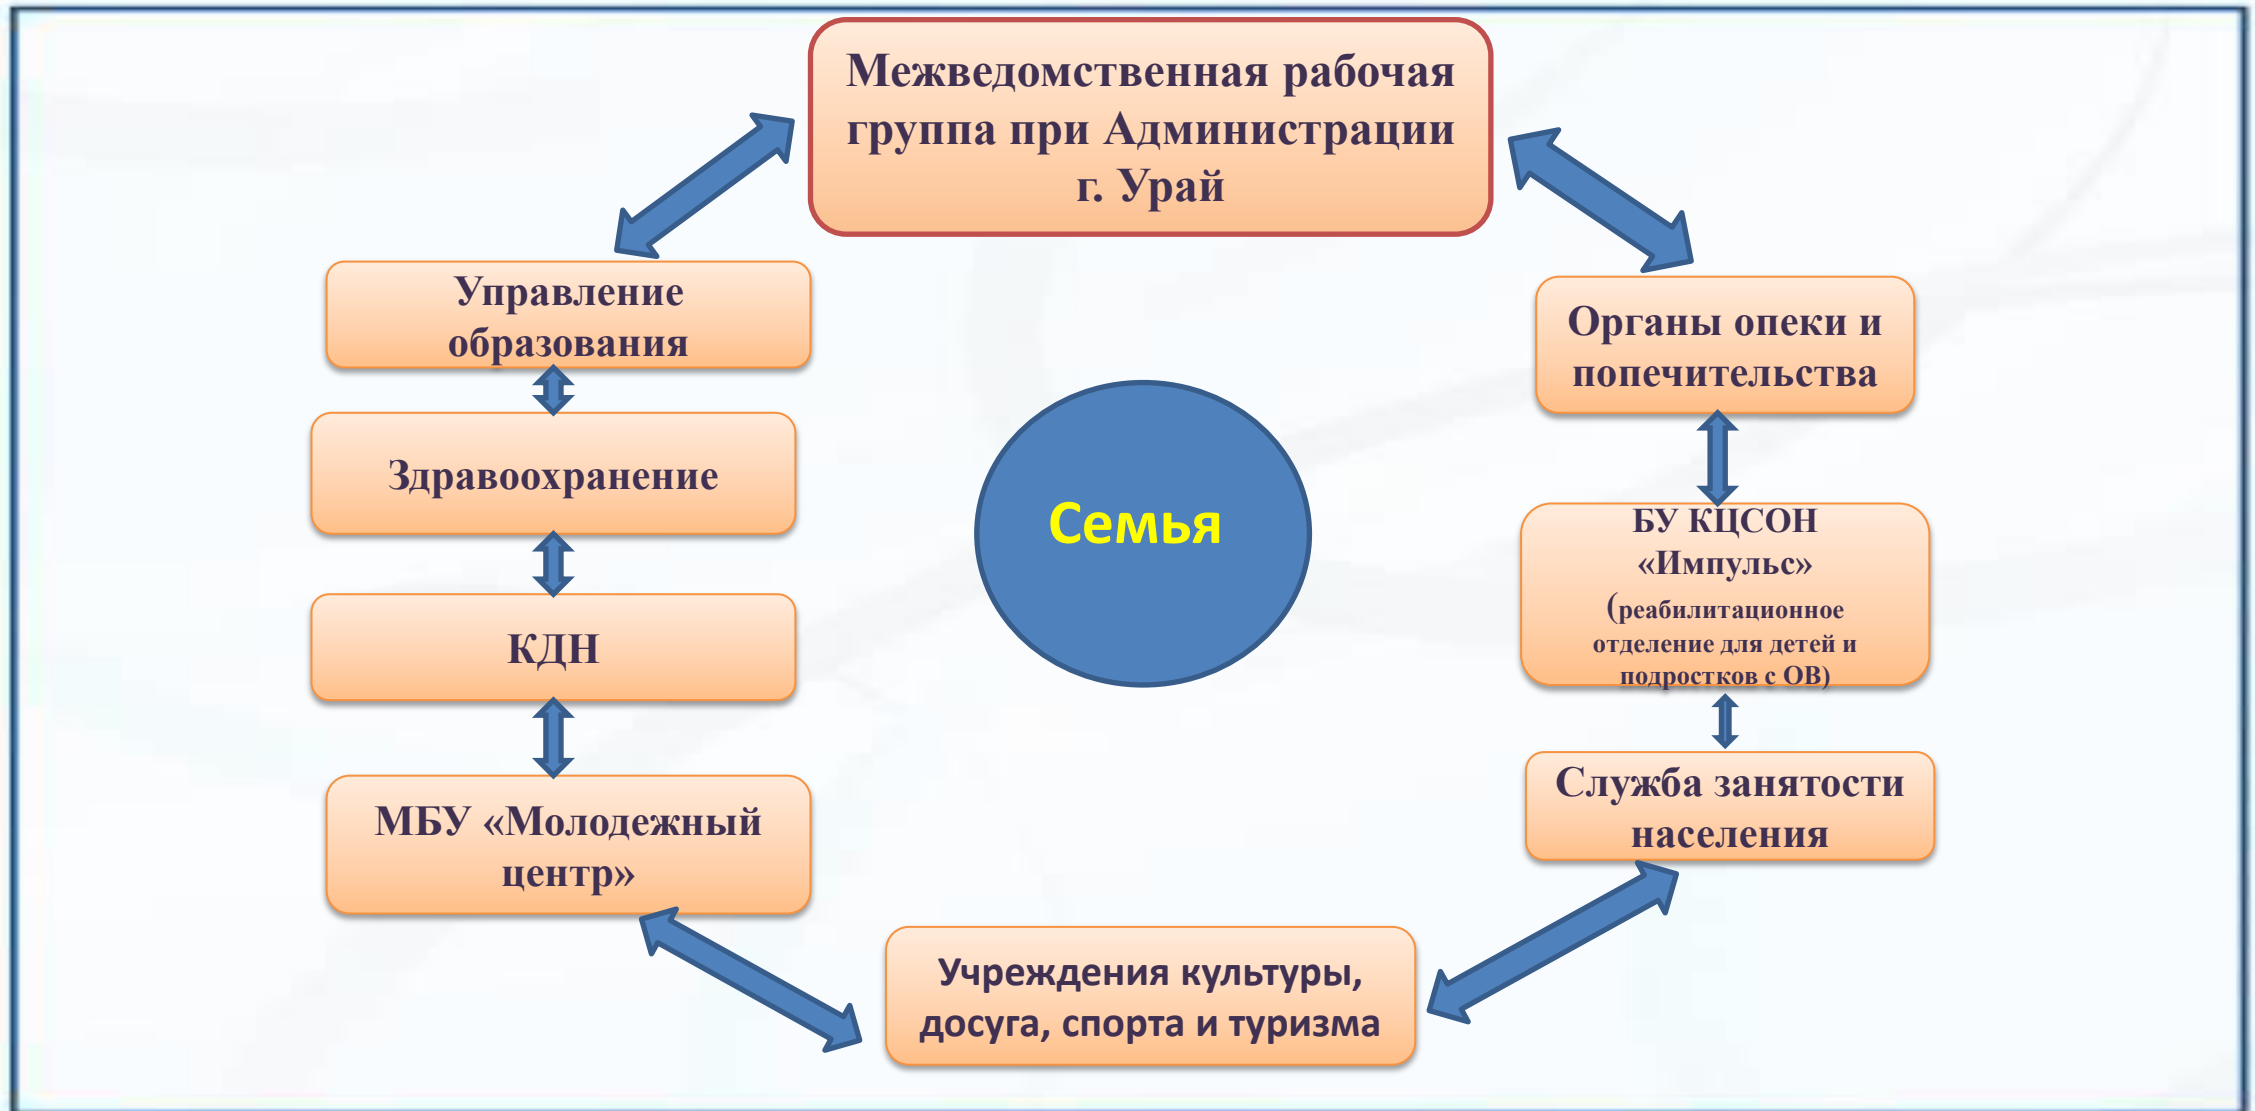 Межведомственная рабочая
группа при Администрации
г. Урай
Управление
образования
Здравоохранение
КДН
МБУ «Молодежный
центр»
Семья
Органы опеки и
попечительства
БУ КЦСОН
«Импульс»
(реабилитационное
отделение для детей и
подростков с ОВ)
Служба занятости
населения
Учреждения культуры,
досуга, спорта и туризма